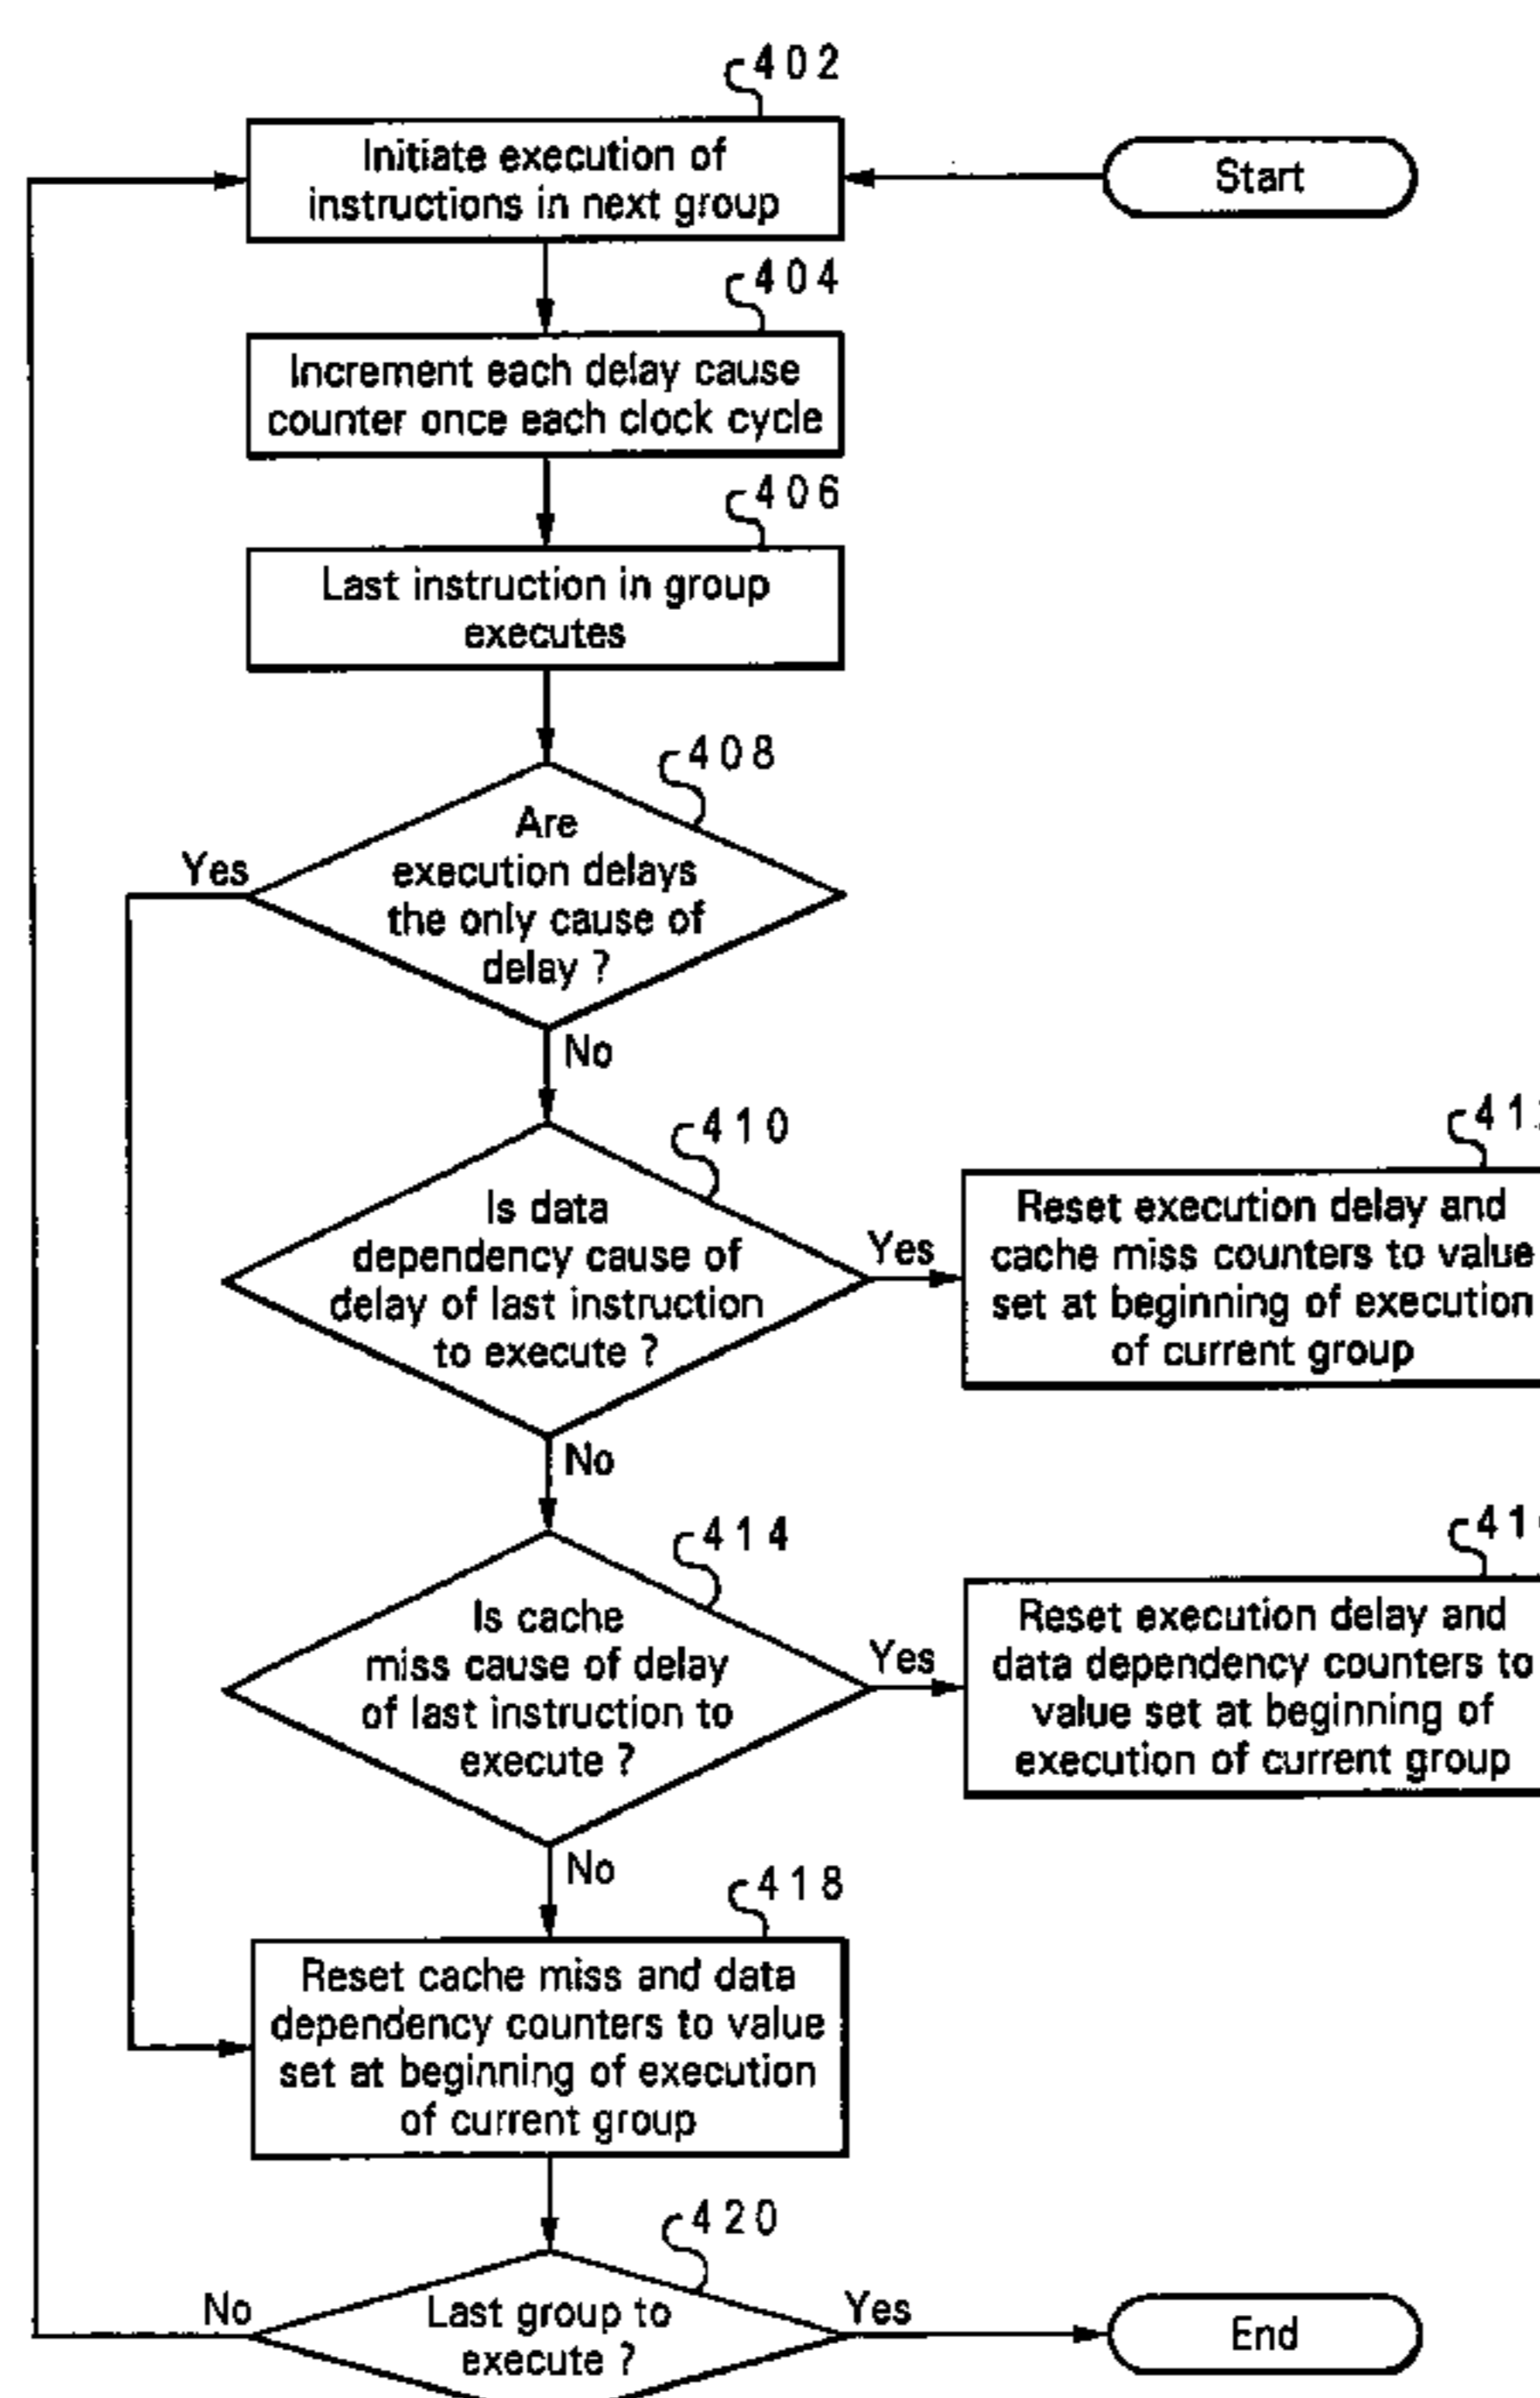 402
Initiate execution of
instructions in next group
Start
404
Increment each delay cause
counter once each clock cycle
406
Last instruction in group
executes
408
Are
execution delays
the only cause of
delay ?
Yes
No
410
Is data
dependency cause of
delay of last instruction
to execute ?
Yes
No
Reset execution delay and
cache miss counters to value
set at beginning of execution
of current group
414
Is cache
miss cause of delay
of last instruction to
execute ?
Yes
No
Reset execution delay and
data dependency counters to
value set at beginning of
execution of current group
418
Reset cache miss and data
dependency counters to value
set at beginning of execution
of current group
420
Last group to
execute ?
No
Yes
End